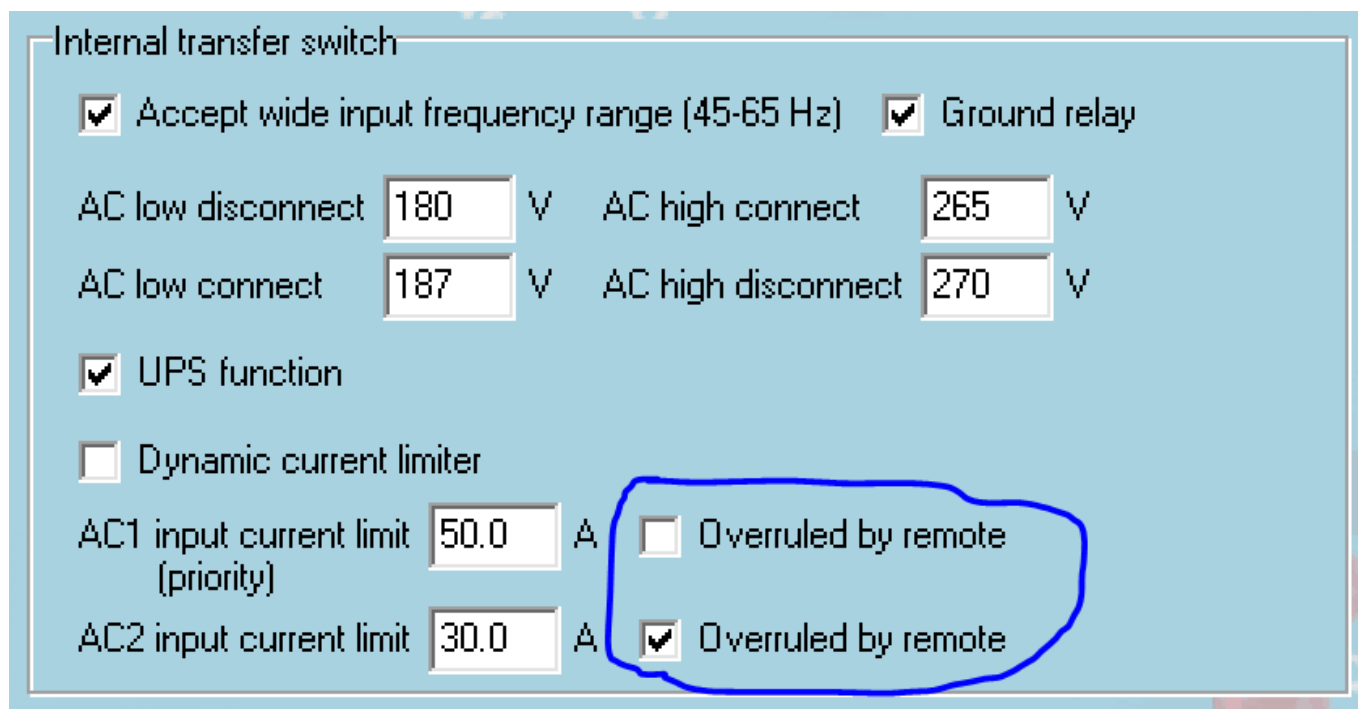 Internal transfer switch
Accept wide input frequency range (45-65 Hz) Ground relay
AC low disconnect 180 V AC high connect 265 V
AC low connect 187 V AC high disconnect 270 V
UPS function
Dynamic current limiter
AC1 input current limit 50.0 A Overruled by remote
(priority)
AC2 input current limit 30.0 A Overruled by remote